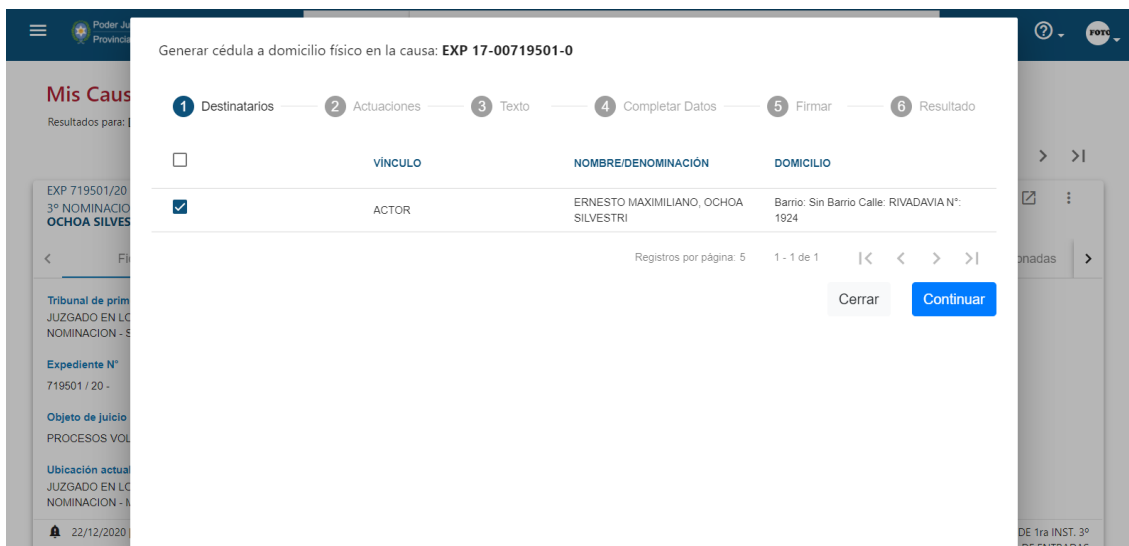 Poder Ju
Provincia
FOTO
Generar cédula a domicilio físico en la causa: EXP 17-00719501-0
Mis Caus
Resultados para:
1 Destinatarios
2 Actuaciones
3 Texto
4 Completar Datos
5 Firmar
6 Resultado
VÍNCULO NOMBRE/DENOMINACIÓN DOMICILIO
ACTOR
ERNESTO MAXIMILIANO, OCHOA
SILVESTRI
Barrio: Sin Barrio Calle: RIVADAVIA N°:
1924
Registros por página: 5 1 - 1 de 1
Cerrar Continuar
EXP 719501/20
3º NOMINACIO
OCHOA SILVES
Fi
onadas
Tribunal de prim
JUZGADO EN LO
NOMINACION - S
Expediente N°
719501 / 20 -
Objeto de juicio
PROCESOS VOL
Ubicación actual
JUZGADO EN LO
NOMINACION - M
22/12/2020
DE 1ra INST. 3º
DE ENTRADAS